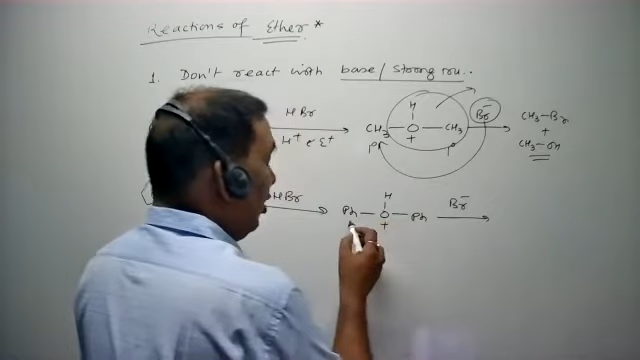 Reactions of Ether *
1. Don't react with base / strong nu..
HBr
H
Br⁻
CH₃ — O — CH₃
+
CH₃-Br
+
CH₃-OH
H⁺ & E⁺
pr
p
HBr
H
Ph — O — Ph
+
Br⁻